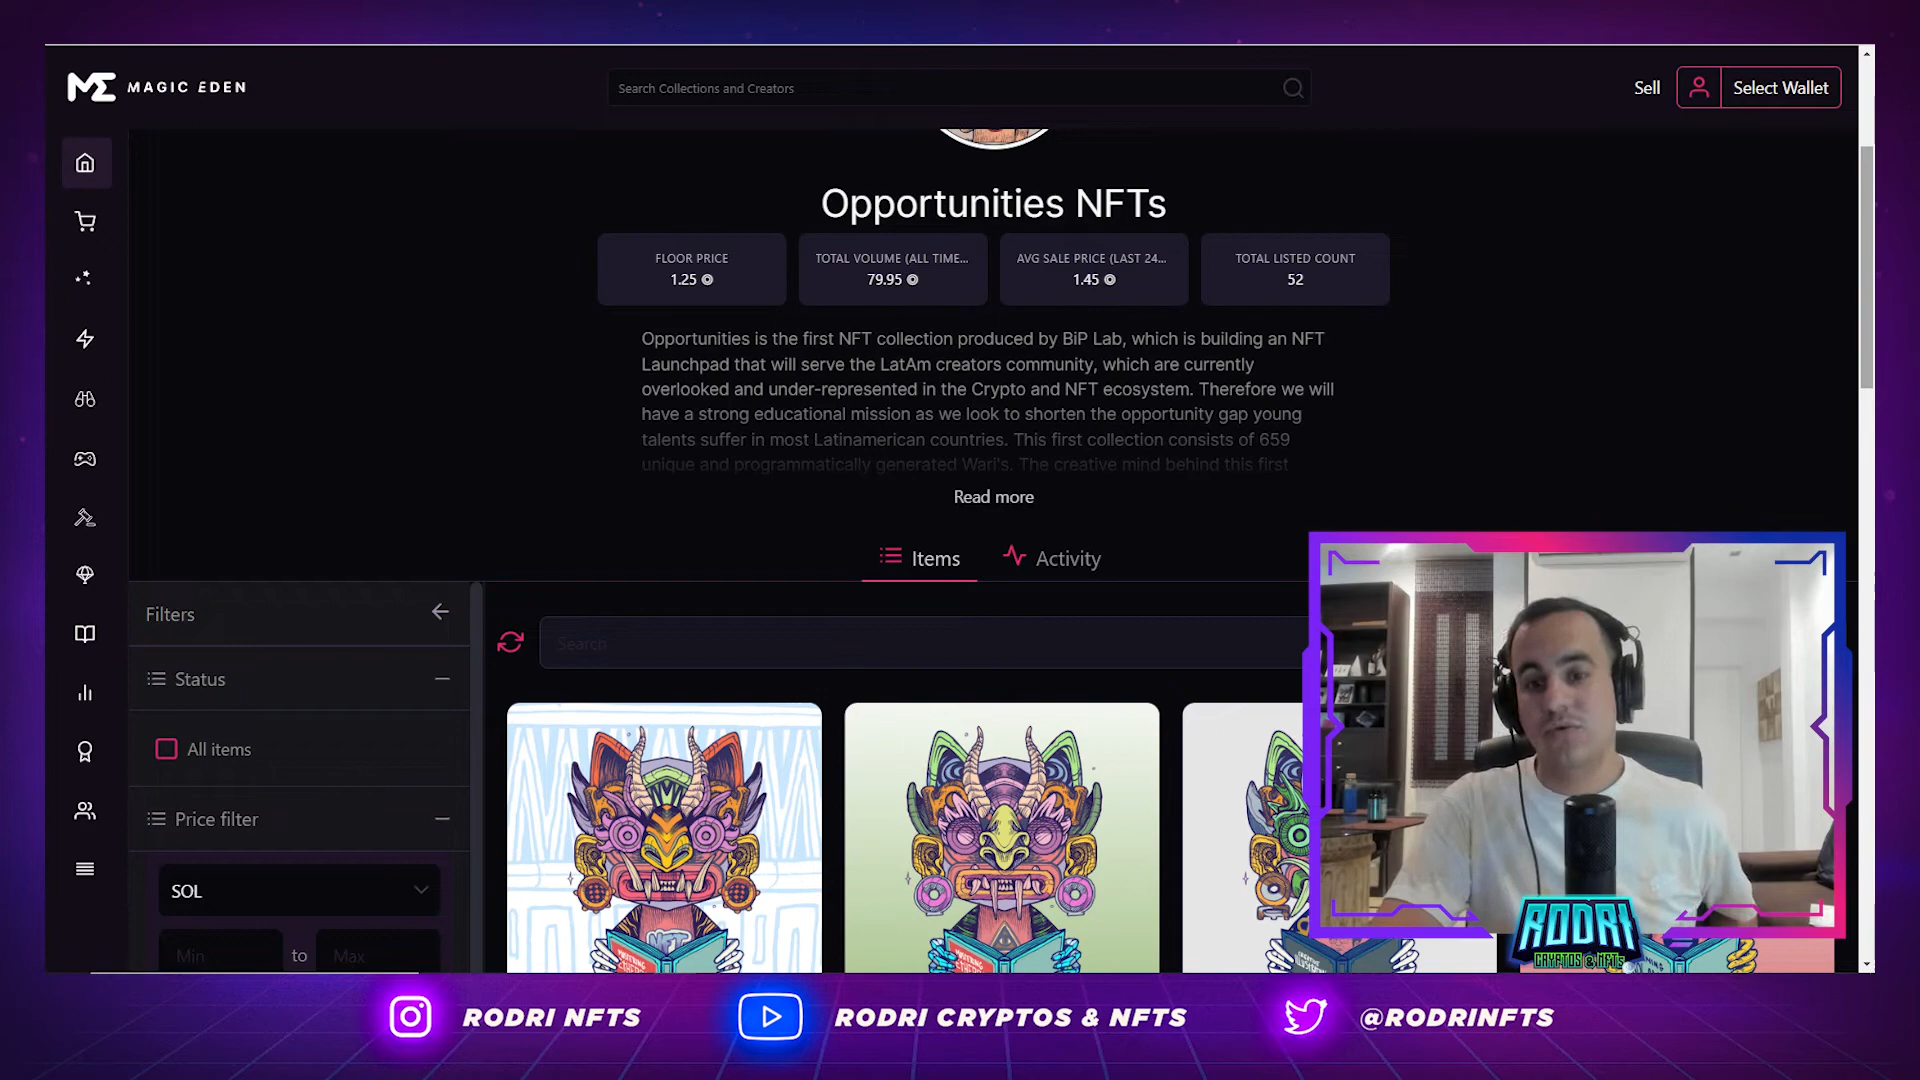 MAGIC EDEN
Search Collections and Creators
Sell
Select Wallet
Opportunities NFTs
FLOOR PRICE
1.25
TOTAL VOLUME (ALL TIME...
79.95
AVG SALE PRICE (LAST 24...
1.45
TOTAL LISTED COUNT
52
Opportunities is the first NFT collection produced by BiP Lab, which is building an NFT
Launchpad that will serve the LatAm creators community, which are currently
overlooked and under-represented in the Crypto and NFT ecosystem. Therefore we will
have a strong educational mission as we look to shorten the opportunity gap young
talents suffer in most Latinamerican countries. This first collection consists of 659
unique and programmatically generated Wari's. The creative mind behind this first
Read more
Items
Activity
Filters
Search
Status
All items
Price filter
SOL
Min
to
Max
NFT
RODRI
CRYPTOS & NFTs
RODRI NFTS
RODRI CRYPTOS & NFTS
@RODRINFTS